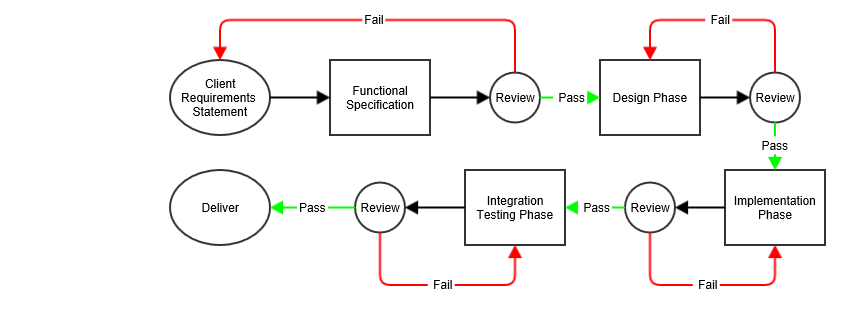 Fail
Fail
Client
Requirements
Statement
Functional
Specification
Review
Pass
Design Phase
Review
Pass
Deliver
Pass
Review
Integration
Testing Phase
Pass
Review
Implementation
Phase
Fail
Fail